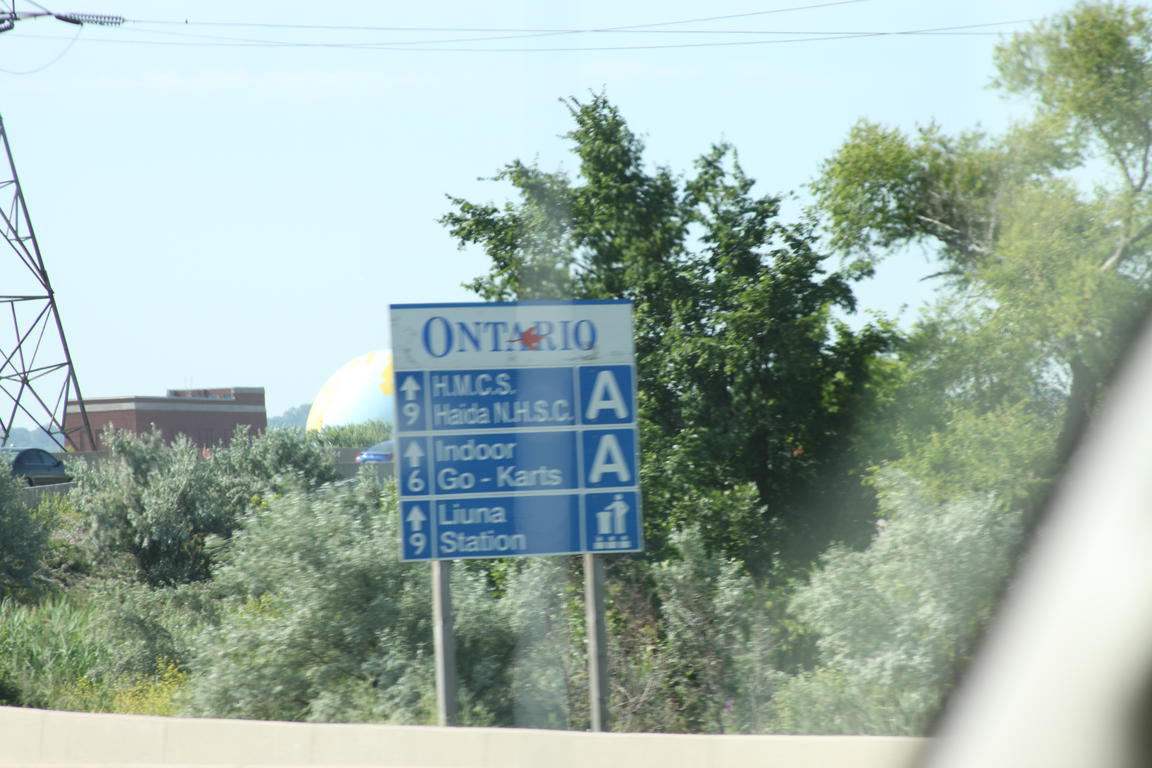 ONTARIO
H.M.C.S.
9 Haida N.H.S.C. A
Indoor
6 Go - Karts A
Liuna
9 Station